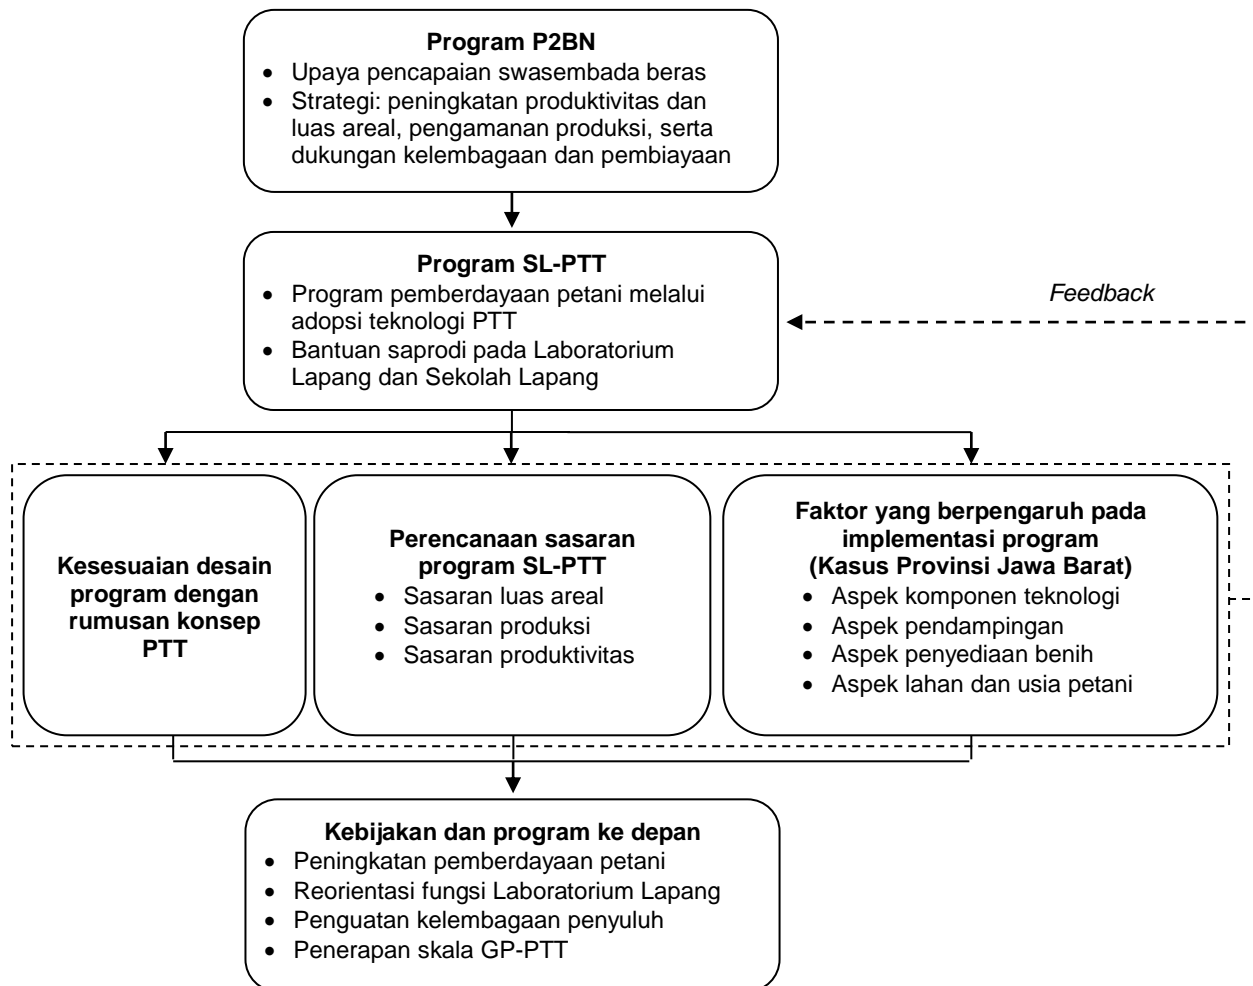 Program P2BN
• Upaya pencapaian swasembada beras
• Strategi: peningkatan produktivitas dan
luas areal, pengamanan produksi, serta
dukungan kelembagaan dan pembiayaan
Program SL-PTT
• Program pemberdayaan petani melalui
adopsi teknologi PTT
• Bantuan saprodi pada Laboratorium
Lapang dan Sekolah Lapang
Feedback
Kesesuaian desain
program dengan
rumusan konsep
PTT
Perencanaan sasaran
program SL-PTT
• Sasaran luas areal
• Sasaran produksi
• Sasaran produktivitas
Faktor yang berpengaruh pada
implementasi program
(Kasus Provinsi Jawa Barat)
• Aspek komponen teknologi
• Aspek pendampingan
• Aspek penyediaan benih
• Aspek lahan dan usia petani
Kebijakan dan program ke depan
• Peningkatan pemberdayaan petani
• Reorientasi fungsi Laboratorium Lapang
• Penguatan kelembagaan penyuluh
• Penerapan skala GP-PTT